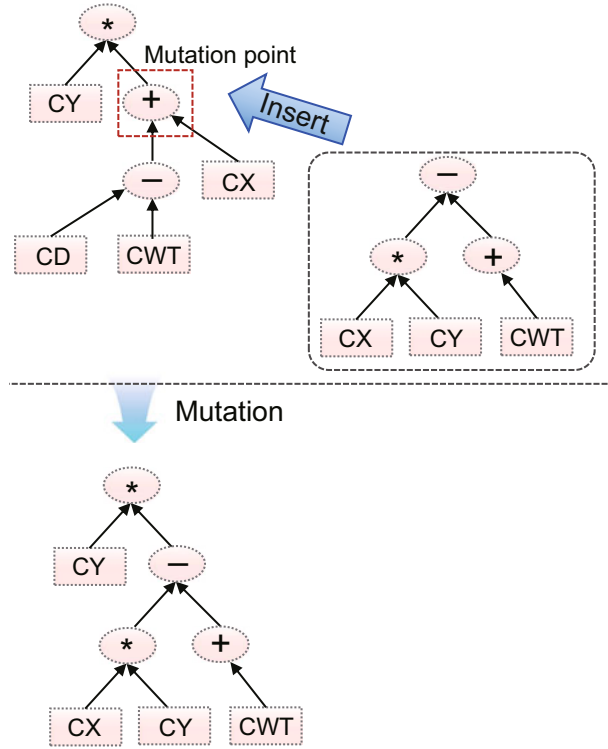 *
Mutation point
CY
+
Insert
−
CX
CD
CWT
−
*
+
CX
CY
CWT
Mutation
*
CY
−
*
+
CX
CY
CWT